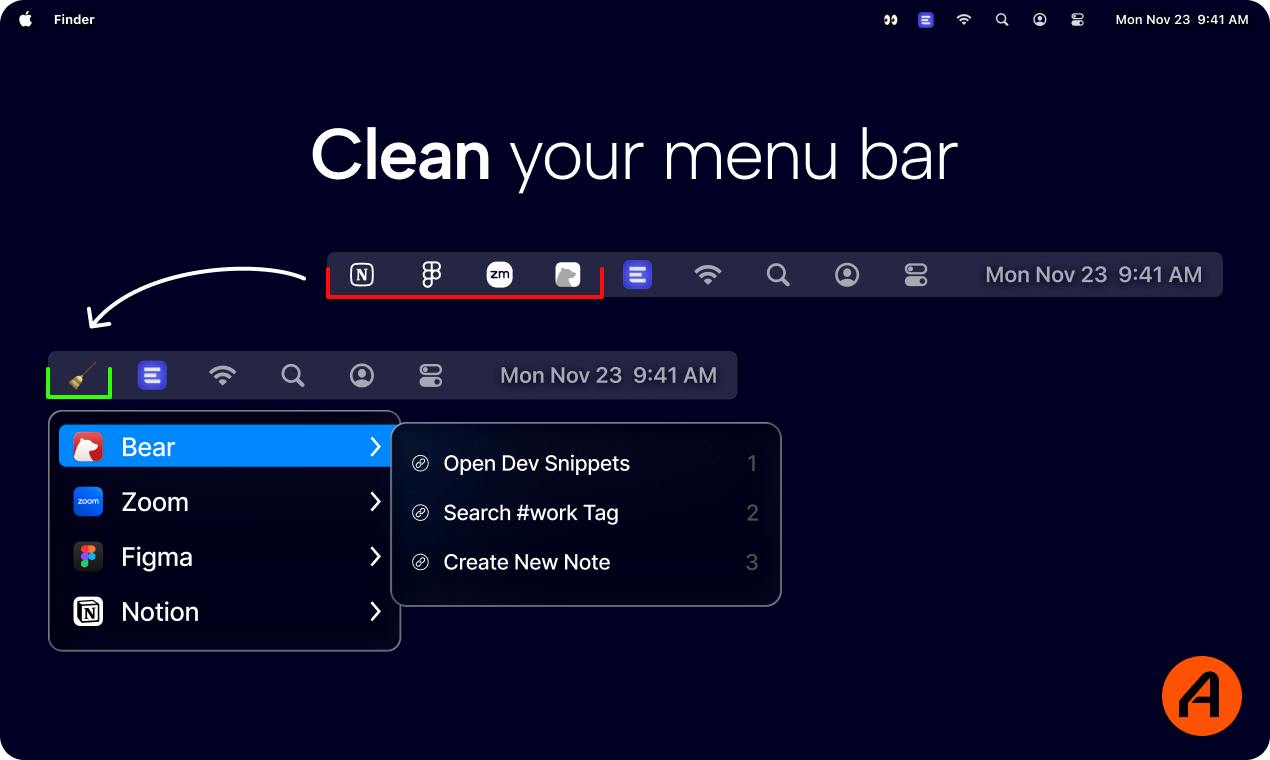 Finder
Mon Nov 23 9:41 AM
Clean your menu bar
N
zm
Mon Nov 23 9:41 AM
Mon Nov 23 9:41 AM
Bear
Open Dev Snippets 1
zoom
Zoom
Search #work Tag 2
Figma
Create New Note 3
N
Notion
A